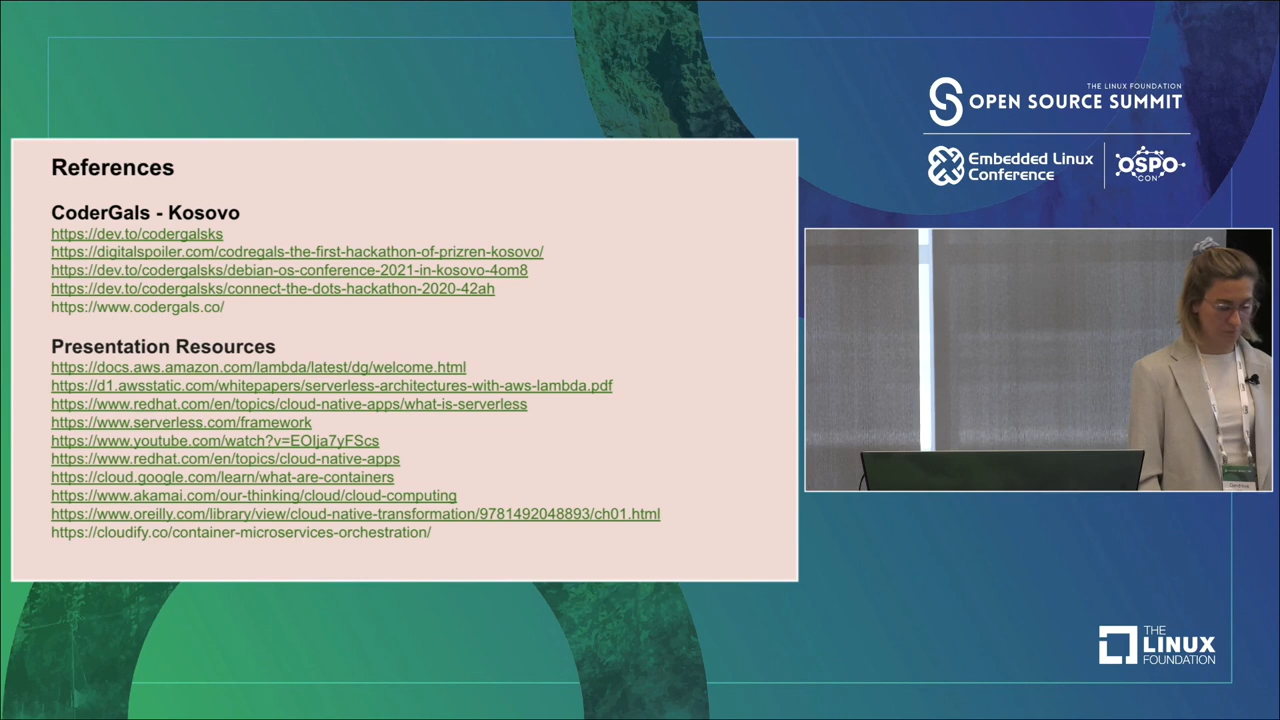 References
CoderGals - Kosovo
https://dev.to/codergalsks
https://digitalspoiler.com/codregals-the-first-hackathon-of-prizren-kosovo/
https://dev.to/codergalsks/debian-os-conference-2021-in-kosovo-4om8
https://dev.to/codergalsks/connect-the-dots-hackathon-2020-42ah
https://www.codergals.co/
Presentation Resources
https://docs.aws.amazon.com/lambda/latest/dg/welcome.html
https://d1.awsstatic.com/whitepapers/serverless-architectures-with-aws-lambda.pdf
https://www.redhat.com/en/topics/cloud-native-apps/what-is-serverless
https://www.serverless.com/framework
https://www.youtube.com/watch?v=EOIja7yFScs
https://www.redhat.com/en/topics/cloud-native-apps
https://cloud.google.com/learn/what-are-containers
https://www.akamai.com/our-thinking/cloud/cloud-computing
https://www.oreilly.com/library/view/cloud-native-transformation/9781492048893/ch01.html
https://cloudify.co/container-microservices-orchestration/
THE LINUX FOUNDATION
OPEN SOURCE SUMMIT
Embedded Linux
Conference
OSPO
CON
THE
LINUX
FOUNDATION